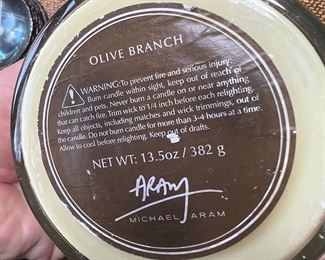 OLIVE BRANCH
WARNING: To prevent fire and serious injury:
Burn candle within sight, keep out of reach of
children and pets. Never burn a candle on or near anything
that can catch fire. Trim wick to 1/4 inch before each relighting.
Keep all objects, including matches and wick trimmings, out of
the candle. Do not burn candle for more than 3-4 hours at a time.
Allow to cool before relighting. Keep out of drafts.
NET WT: 13.5oz / 382 g
ARAM
MICHAEL ARAM